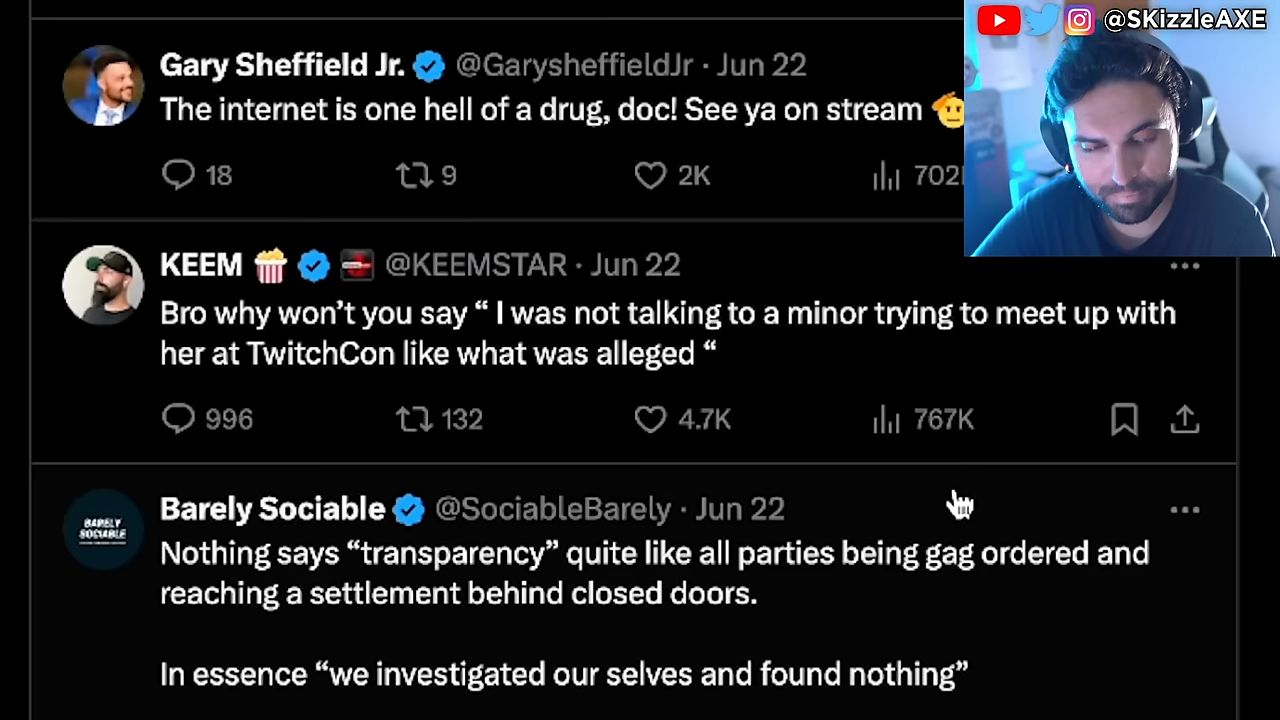 @SKizzleAXE
Gary Sheffield Jr. @GarysheffieldJr · Jun 22
The internet is one hell of a drug, doc! See ya on stream
18 9 2K 702
KEEM @KEEMSTAR · Jun 22
Bro why won’t you say “ I was not talking to a minor trying to meet up with
her at TwitchCon like what was alleged “
996 132 4.7K 767K
BARELY
SOCIABLE
Barely Sociable @SociableBarely · Jun 22
Nothing says “transparency” quite like all parties being gag ordered and
reaching a settlement behind closed doors.
In essence “we investigated our selves and found nothing”